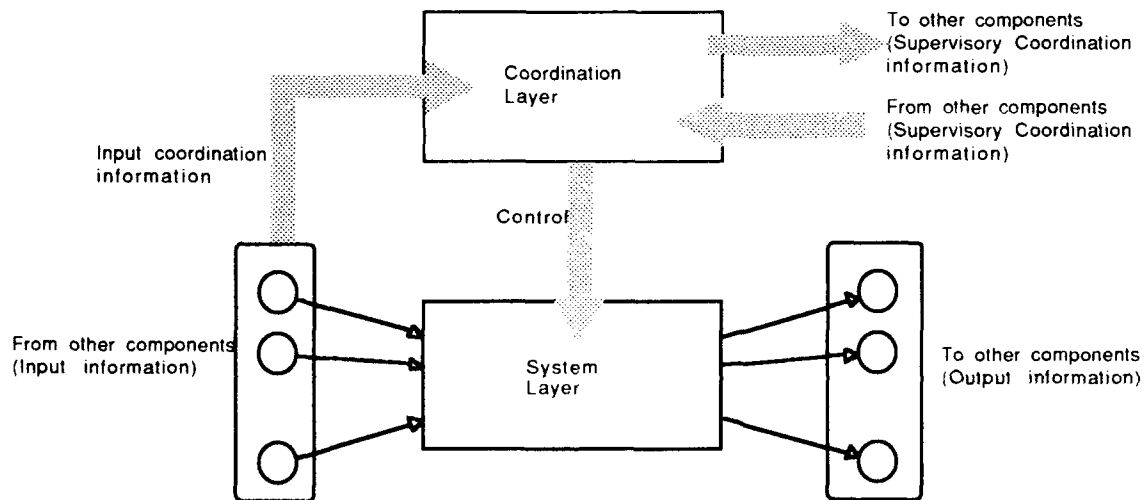 To other components
(Supervisory Coordination
information)
Coordination
Layer
From other components
(Supervisory Coordination
information)
Input coordination
information
Control
From other components
(Input information)
System
Layer
To other components
(Output information)